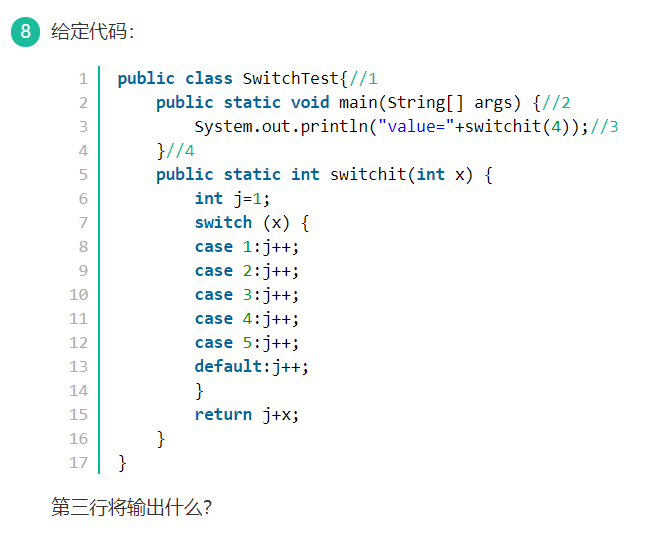 8 给定代码：
1 public class SwitchTest{//1
2 public static void main(String[] args) {//2
3 System.out.println("value="+switchit(4));//3
4 }//4
5 public static int switchit(int x) {
6 int j=1;
7 switch (x) {
8 case 1:j++;
9 case 2:j++;
10 case 3:j++;
11 case 4:j++;
12 case 5:j++;
13 default:j++;
14 }
15 return j+x;
16 }
17 }
第三行将输出什么？